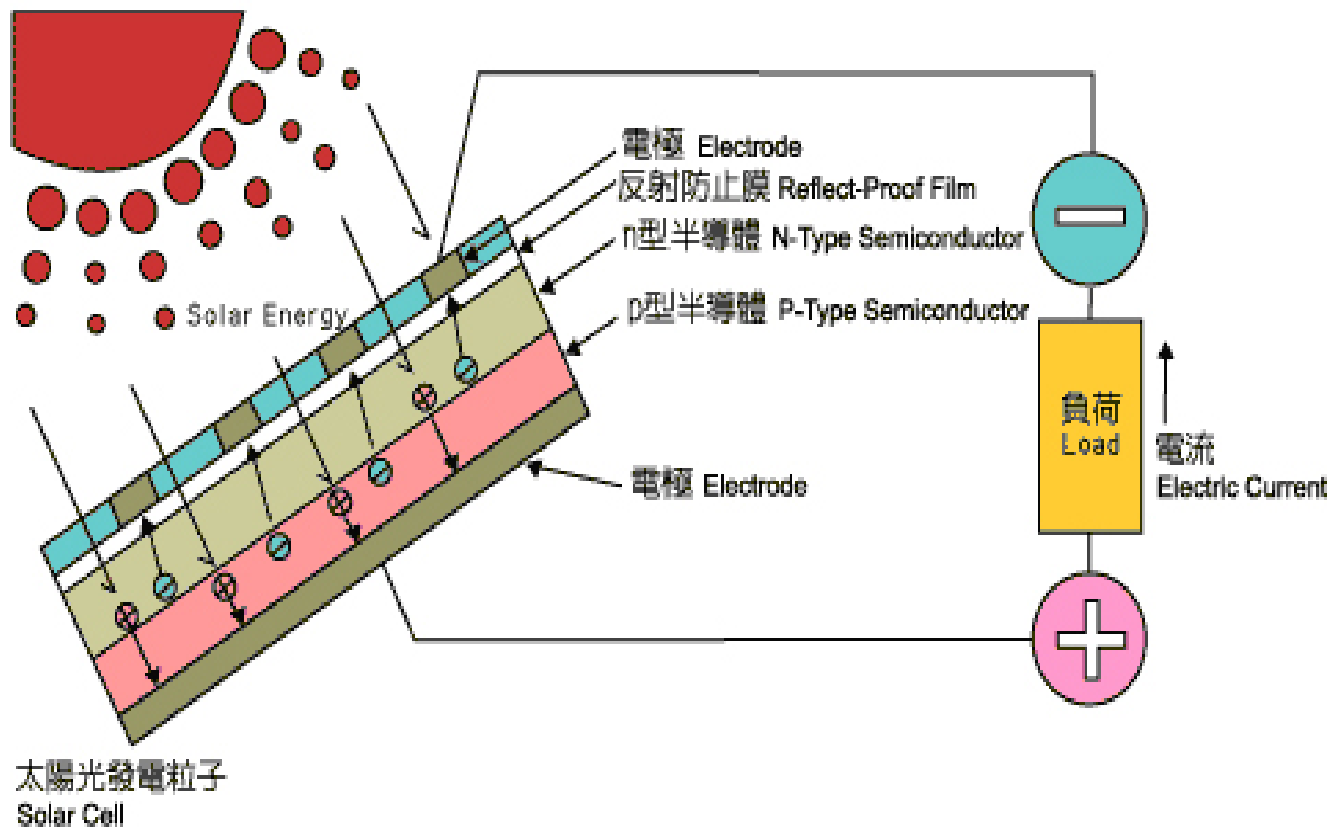 電極 Electrode
反射防止膜 Reflect-Proof Film
n型半導體 N-Type Semiconductor
p型半導體 P-Type Semiconductor
Solar Energy
負荷
Load
電流
Electric Current
電極 Electrode
太陽光發電粒子
Solar Cell